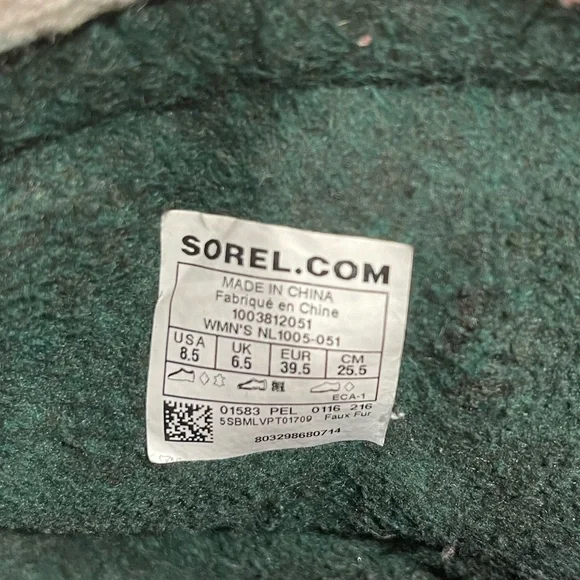 SOREL.COM
MADE IN CHINA
Fabriqué en Chine
1003812051
WMN'S NL1005-051
USA UK EUR CM
8.5 6.5 39.5 25.5
ECA-1
01583 PEL 0116 216
5SBMLVPT01709 Faux Fur
803298680714